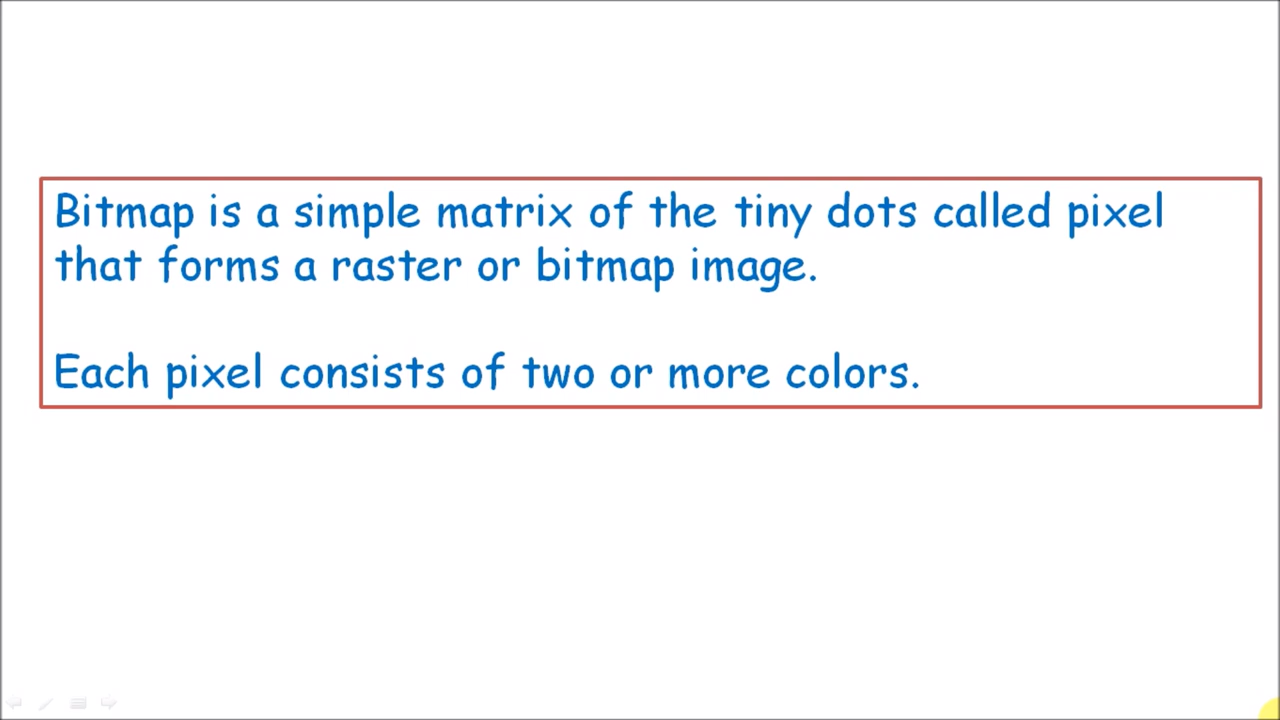 Bitmap is a simple matrix of the tiny dots called pixel
that forms a raster or bitmap image.
Each pixel consists of two or more colors.